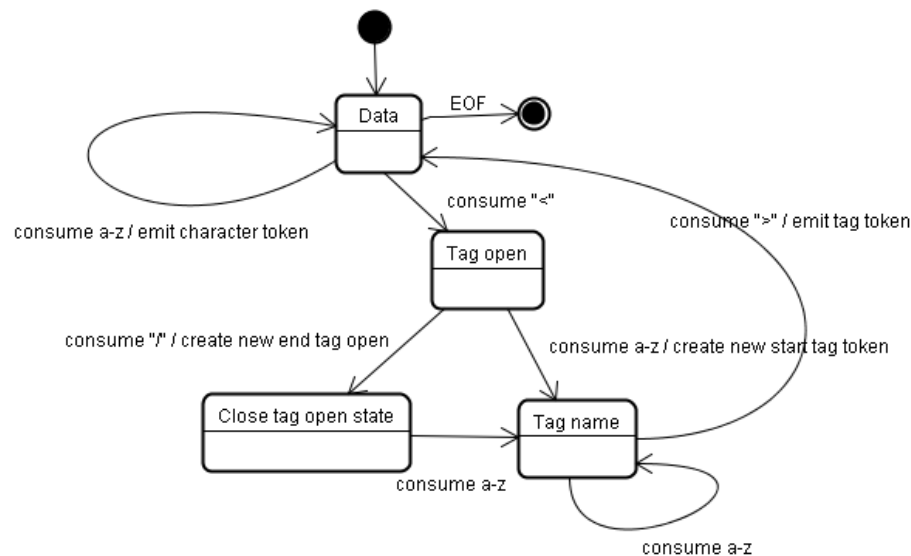 EOF
Data
consume "<"
consume ">" / emit tag token
consume a-z / emit character token
Tag open
consume "/" / create new end tag open
consume a-z / create new start tag token
Close tag open state
Tag name
consume a-z
consume a-z